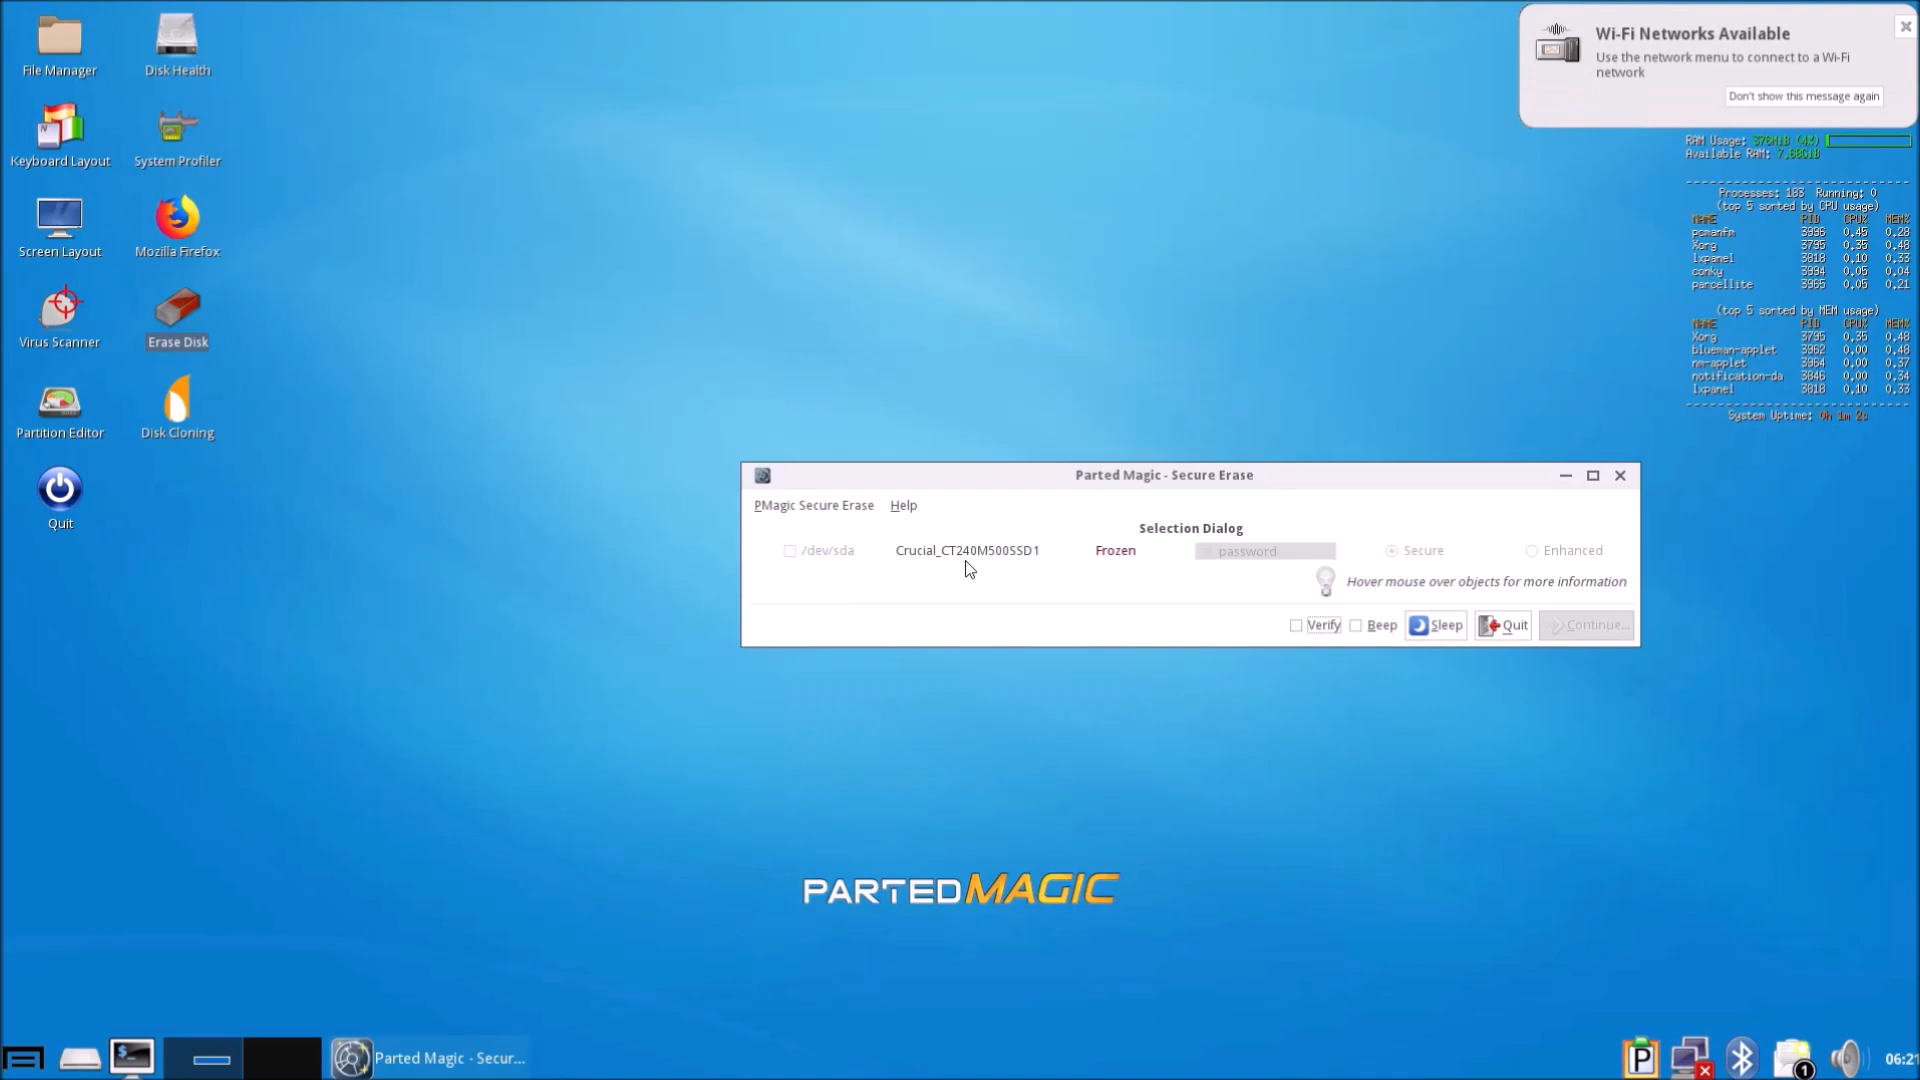 File Manager
Disk Health
Keyboard Layout
System Profiler
Screen Layout
Mozilla Firefox
Virus Scanner
Erase Disk
Partition Editor
Disk Cloning
Quit
Wi-Fi Networks Available
Use the network menu to connect to a Wi-Fi
network
Don't show this message again
RAM Usage: 376MiB (4%)
Available RAM: 7.68GiB
Processes: 183 Running: 0
(top 5 sorted by CPU usage)
NAME PID CPU% MEM%
pcmanfm 3996 0.45 0.28
Xorg 3795 0.35 0.48
lxpanel 3818 0.10 0.33
conky 3994 0.05 0.04
parcellite 3965 0.05 0.21
(top 5 sorted by MEM usage)
NAME PID CPU% MEM%
Xorg 3795 0.35 0.48
blueman-applet 3962 0.00 0.48
nm-applet 3964 0.00 0.37
notification-da 3846 0.00 0.34
lxpanel 3818 0.10 0.33
System Uptime: 0h 1m 2s
Parted Magic - Secure Erase
PMagic Secure Erase Help
Selection Dialog
/dev/sda Crucial_CT240M500SSD1 Frozen password Secure Enhanced
Hover mouse over objects for more information
Verify Beep Sleep Quit Continue...
PARTEDMAGIC
Parted Magic - Secur...
P
1
06:21